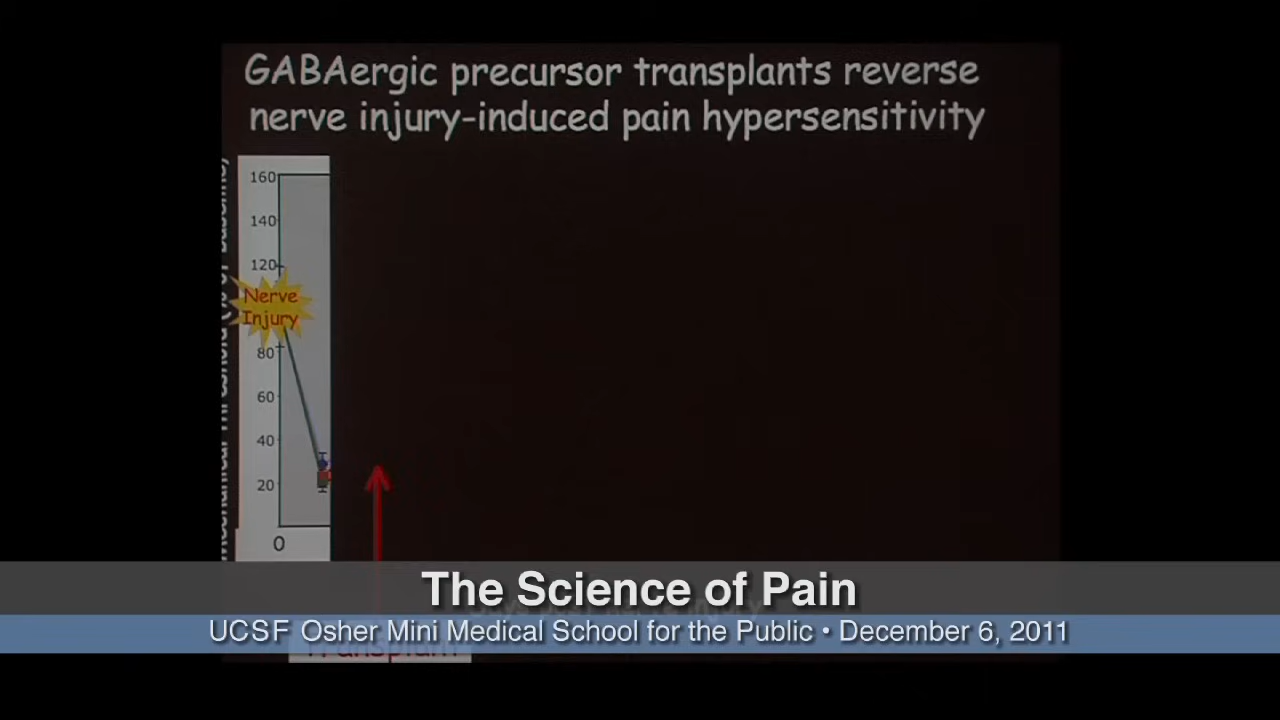 GABAergic precursor transplants reverse
nerve injury-induced pain hypersensitivity
160
140
120
Nerve
Injury
80
60
40
20
0
The Science of Pain
UCSF Osher Mini Medical School for the Public • December 6, 2011
Transplant